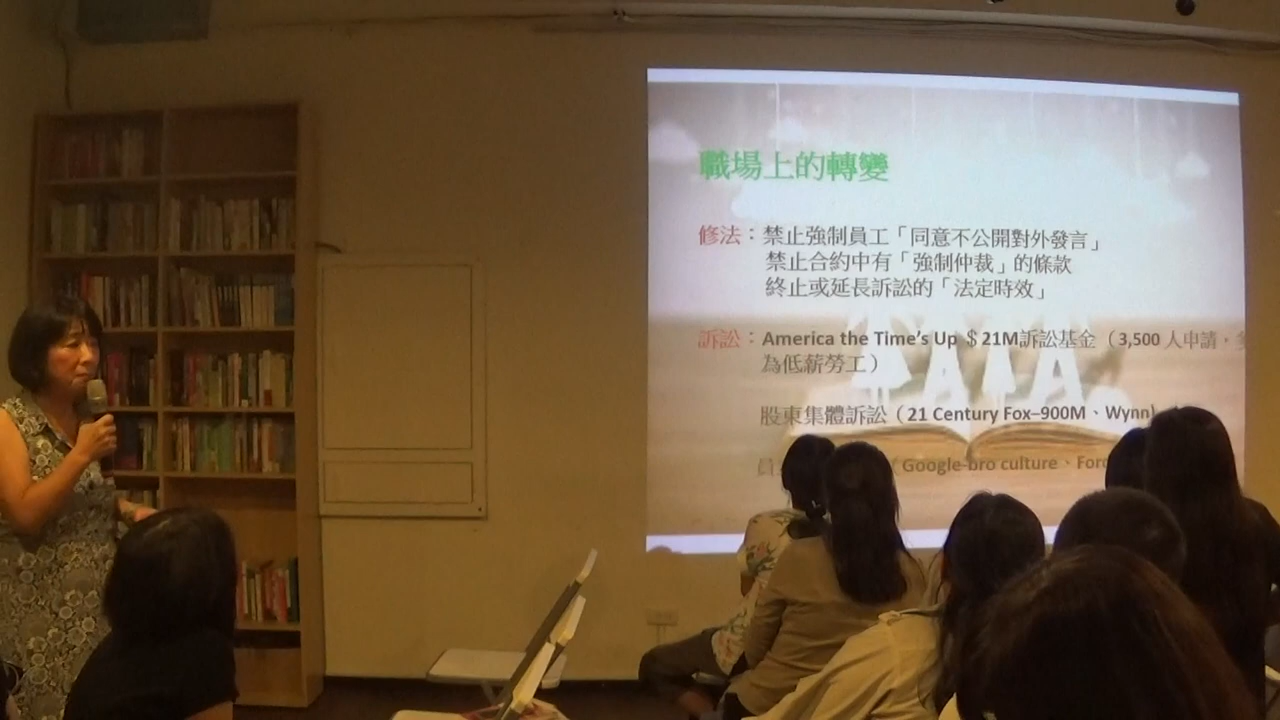 職場上的轉變
修法：禁止強制員工「同意不公開對外發言」
禁止合約中有「強制仲裁」的條款
終止或延長訴訟的「法定時效」
訴訟：America the Time's Up ＄21M訴訟基金（3,500 人申請，多
為低薪勞工）
股東集體訴訟（21 Century Fox–900M、Wynn）
員 （Google-bro culture、Ford